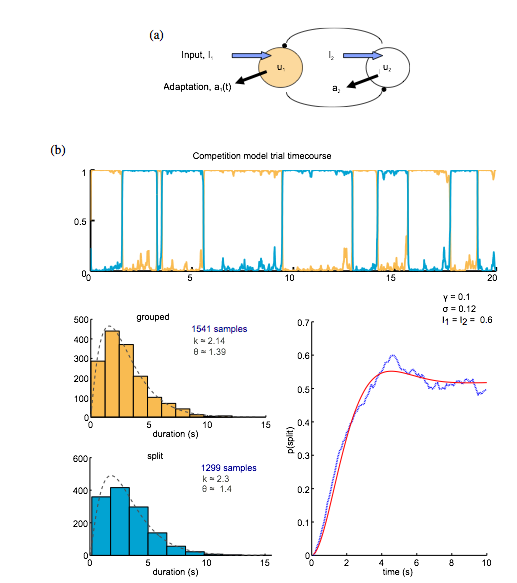 (a)
Input, I₁
I₂
u₁
u₂
Adaptation, a₁(t)
a₂
(b)
Competition model trial timecourse
1
0.5
0
0 5 10 15 20
γ = 0.1
σ = 0.12
I₁ = I₂ = 0.6
grouped
500
400
300
200
100
0
0 5 10 15
duration (s)
1541 samples
k ≈ 2.14
θ ≈ 1.39
split
600
400
200
0
0 5 10 15
duration (s)
1299 samples
k ≈ 2.3
θ ≈ 1.4
0.7
0.6
0.5
0.4
0.3
0.2
0.1
0
p(split)
0 2 4 6 8 10
time (s)